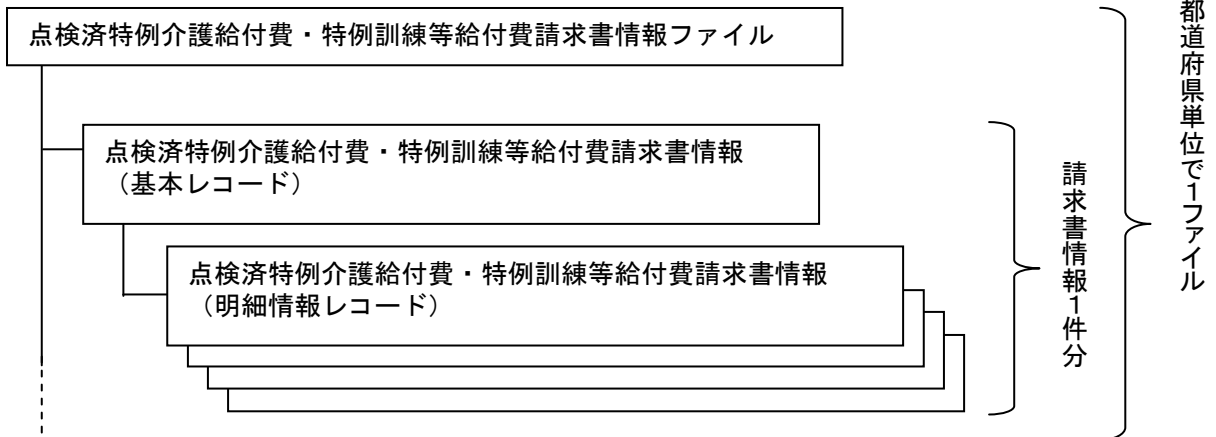 点検済特例介護給付費・特例訓練等給付費請求書情報ファイル
点検済特例介護給付費・特例訓練等給付費請求書情報
（基本レコード）
点検済特例介護給付費・特例訓練等給付費請求書情報
（明細情報レコード）
請求書情報１件分
都道府県単位で１ファイル